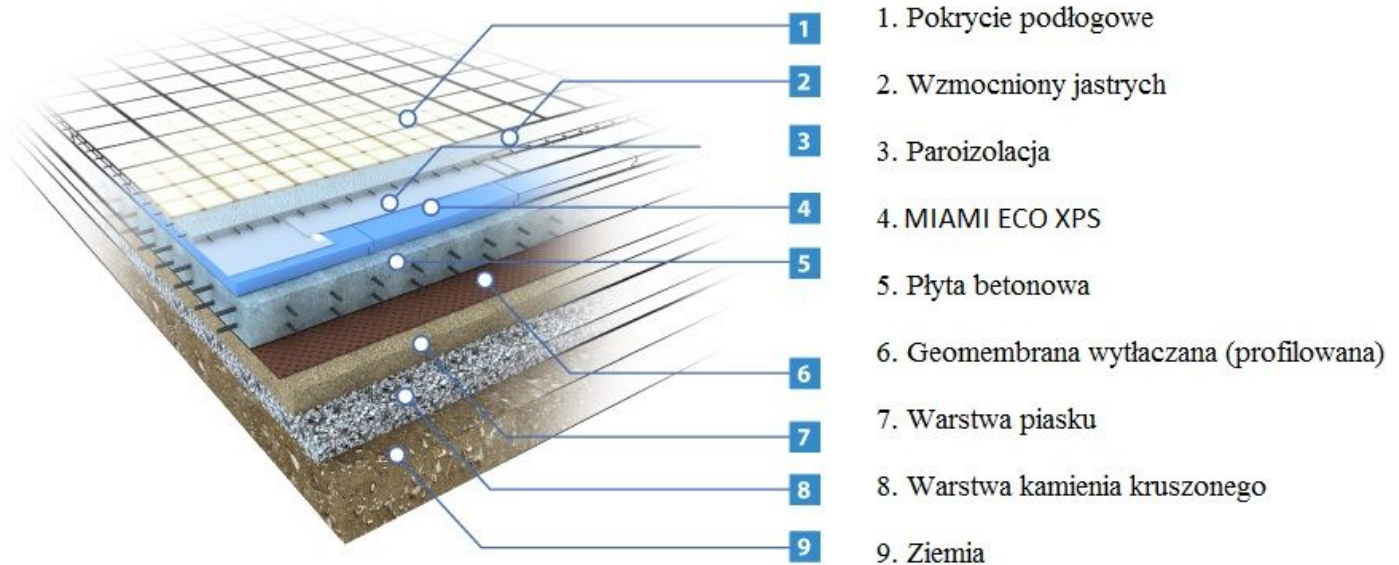 1
2
3
4
5
6
7
8
9
1. Pokrycie podłogowe
2. Wzmocniony jastrych
3. Paroizolacja
4. MIAMI ECO XPS
5. Płyta betonowa
6. Geomembrana wytłaczana (profilowana)
7. Warstwa piasku
8. Warstwa kamienia kruszonego
9. Ziemia